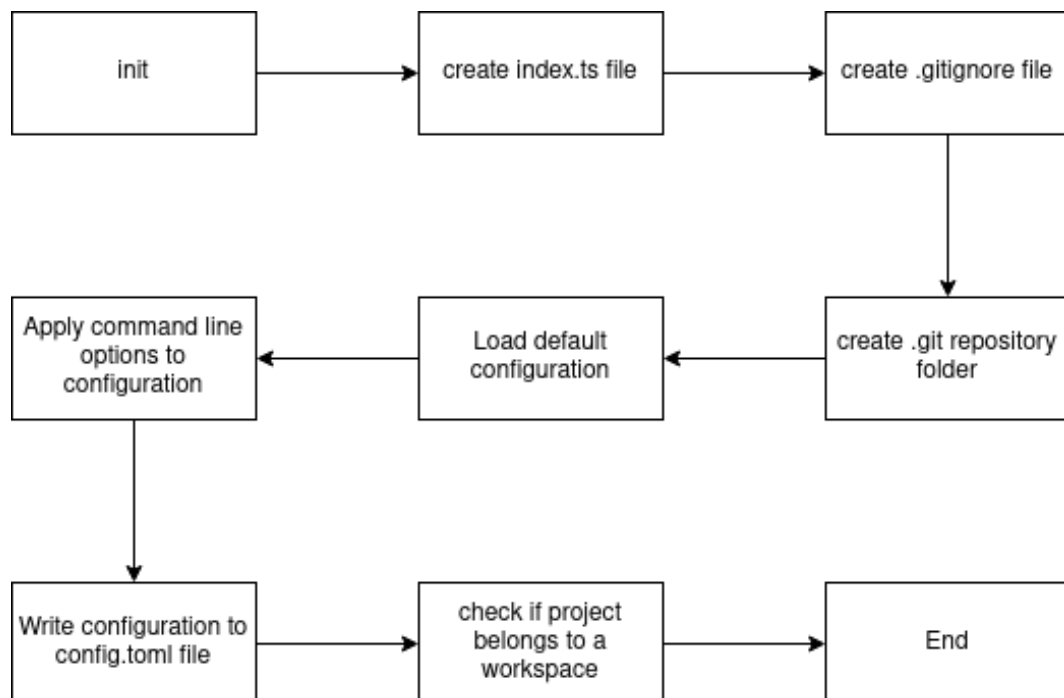 init
create index.ts file
create .gitignore file
Apply command line
options to
configuration
Load default
configuration
create .git repository
folder
Write configuration to
config.toml file
check if project
belongs to a
workspace
End